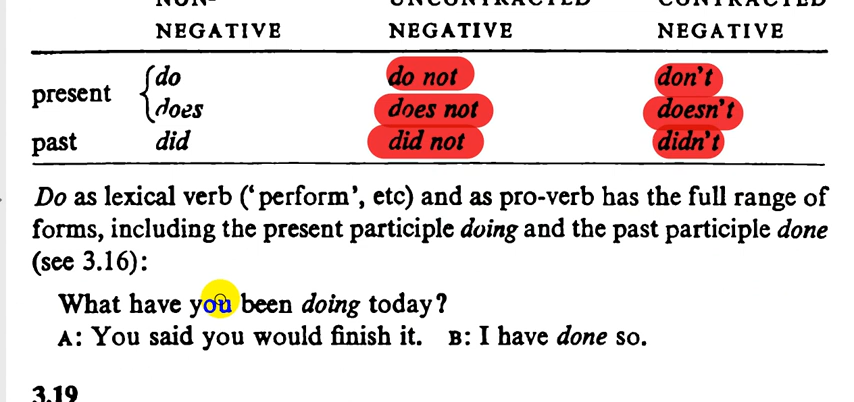 NON- UNCONTRACTED CONTRACTED
NEGATIVE NEGATIVE NEGATIVE
present do do not don't
does does not doesn't
past did did not didn't
Do as lexical verb (‘perform’, etc) and as pro-verb has the full range of
forms, including the present participle doing and the past participle done
(see 3.16):
What have you been doing today?
A: You said you would finish it. B: I have done so.
3.19